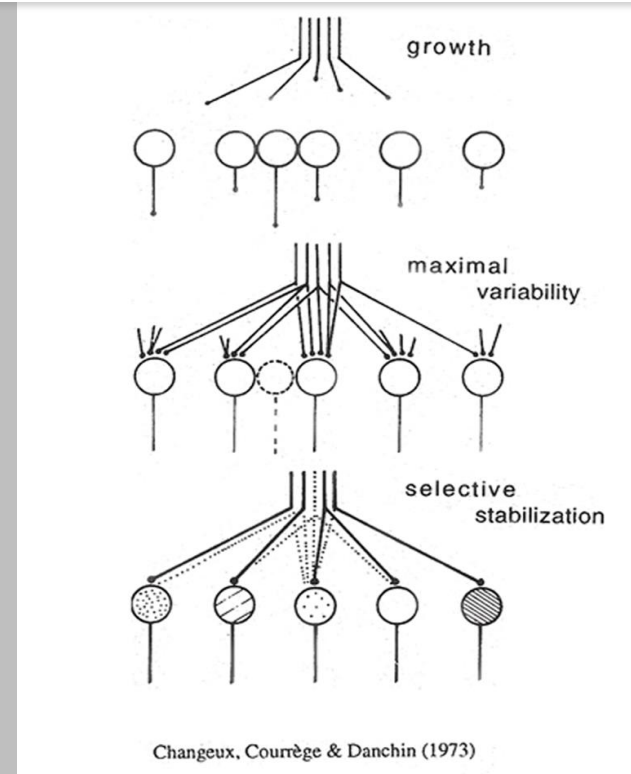 growth
maximal
variability
selective
stabilization
Changeux, Courrège & Danchin (1973)